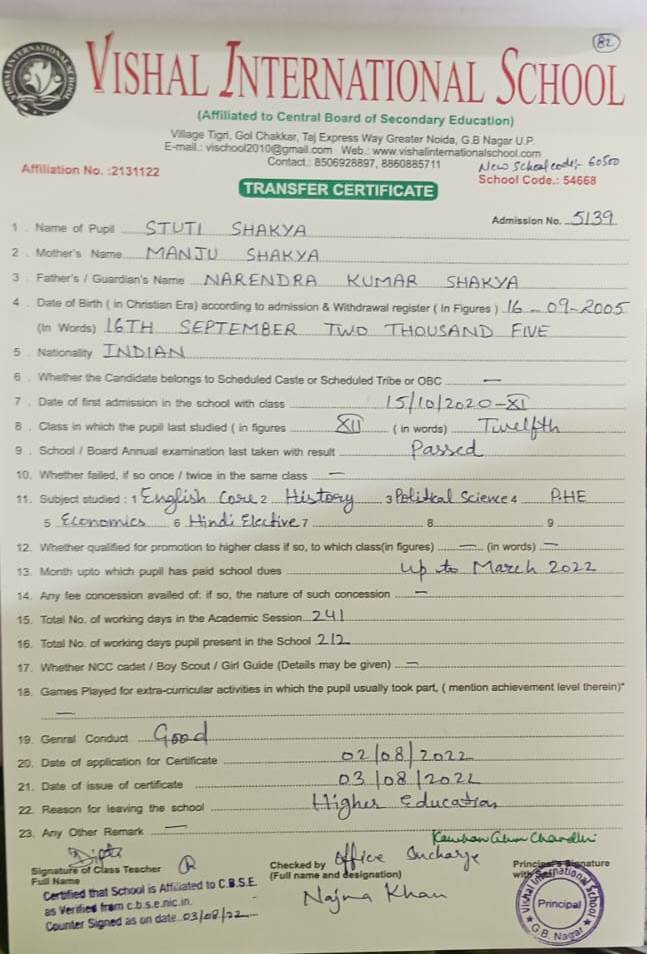 82
VISHAL INTERNATIONAL SCHOOL
(Affiliated to Central Board of Secondary Education)
Village Tigri, Gol Chakkar, Taj Express Way Greater Noida, G.B Nagar U.P.
E-mail.: vischool2010@gmail.com Web.: www.vishalinternationalschool.com
Contact.: 8506928897, 8860885711
New School code:- 60500
Affiliation No. :2131122
School Code.: 54668
TRANSFER CERTIFICATE
Admission No. 5139
1 . Name of Pupil STUTI SHAKYA
2 . Mother's Name MANJU SHAKYA
3 . Father's / Guardian's Name NARENDRA KUMAR SHAKYA
4 . Date of Birth ( in Christian Era) according to admission & Withdrawal register ( In Figures ) 16-09-2005
(In Words) 16TH SEPTEMBER TWO THOUSAND FIVE
5 . Nationality INDIAN
6 . Whether the Candidate belongs to Scheduled Caste or Scheduled Tribe or OBC —
7 . Date of first admission in the school with class 15/10/2020-XI
8 . Class in which the pupil last studied ( in figures XII ( in words) Twelfth
9 . School / Board Annual examination last taken with result Passed
10. Whether failed, if so once / twice in the same class —
11. Subject studied : 1 English Core 2 History 3 Political Science 4 P.HE
5 Economics 6 Hindi Elective 7 8 9
12. Whether qualified for promotion to higher class if so, to which class(in figures) — (in words) —
13. Month upto which pupil has paid school dues up to March 2022
14. Any fee concession availed of: if so, the nature of such concession —
15. Total No. of working days in the Academic Session 241
16. Total No. of working days pupil present in the School 212
17. Whether NCC cadet / Boy Scout / Girl Guide (Details may be given) —
18. Games Played for extra-curricular activities in which the pupil usually took part, ( mention achievement level therein)*
—
19. Genral Conduct Good
20. Date of application for Certificate 02/08/2022
21. Date of issue of certificate 03/08/2022
22. Reason for leaving the school Higher Education
23. Any Other Remark —
Signature of Class Teacher
Full Name
Checked by Office Incharge
(Full name and designation)
Najma Khan
Principal's Signature
with Seal
Certified that School is Affiliated to C.B.S.E.
as Verified from c.b.s.e.nic.in.
Counter Signed as on date 03/08/22
Vishal International School
Principal
G.B. Nagar